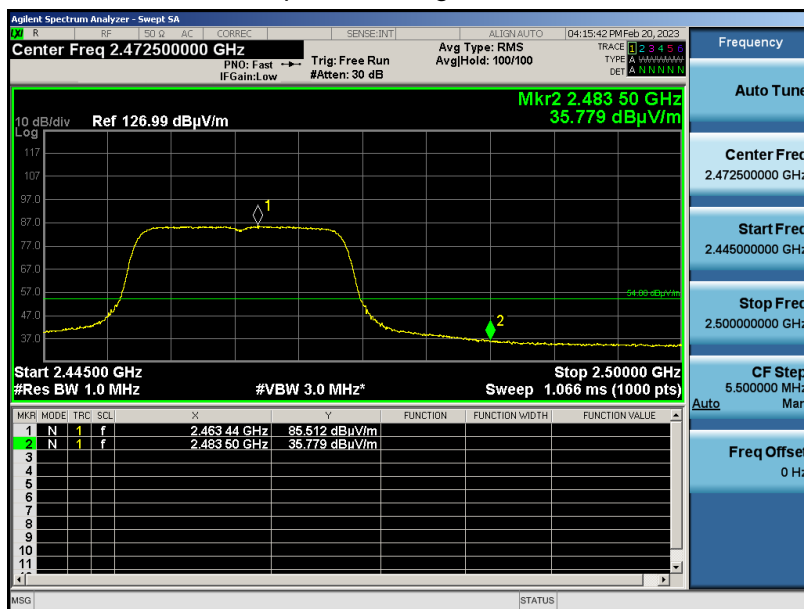 Agilent Spectrum Analyzer - Swept SA
LXI R RF 50 Ω AC CORREC SENSE:INT ALIGN AUTO 04:15:42 PM Feb 20, 2023
Center Freq 2.472500000 GHz
PNO: Fast
IFGain:Low
Trig: Free Run
#Atten: 30 dB
Avg Type: RMS
Avg|Hold: 100/100
TRACE 1 2 3 4 5 6
TYPE A WWWWW
DET A N N N N N
Mkr2 2.483 50 GHz
35.779 dBµV/m
10 dB/div Ref 126.99 dBµV/m
Log
117
107
97.0
87.0
77.0
67.0
57.0
47.0
37.0
1
2
54.00 dBµV/m
Start 2.44500 GHz Stop 2.50000 GHz
#Res BW 1.0 MHz #VBW 3.0 MHz* Sweep 1.066 ms (1000 pts)
MKR MODE TRC SCL X Y FUNCTION FUNCTION WIDTH FUNCTION VALUE
1 N 1 f 2.463 44 GHz 85.512 dBµV/m
2 N 1 f 2.483 50 GHz 35.779 dBµV/m
3
4
5
6
7
8
9
10
11
MSG STATUS
Frequency
Auto Tune
Center Freq
2.472500000 GHz
Start Freq
2.445000000 GHz
Stop Freq
2.500000000 GHz
CF Step
5.500000 MHz
Auto Man
Freq Offset
0 Hz